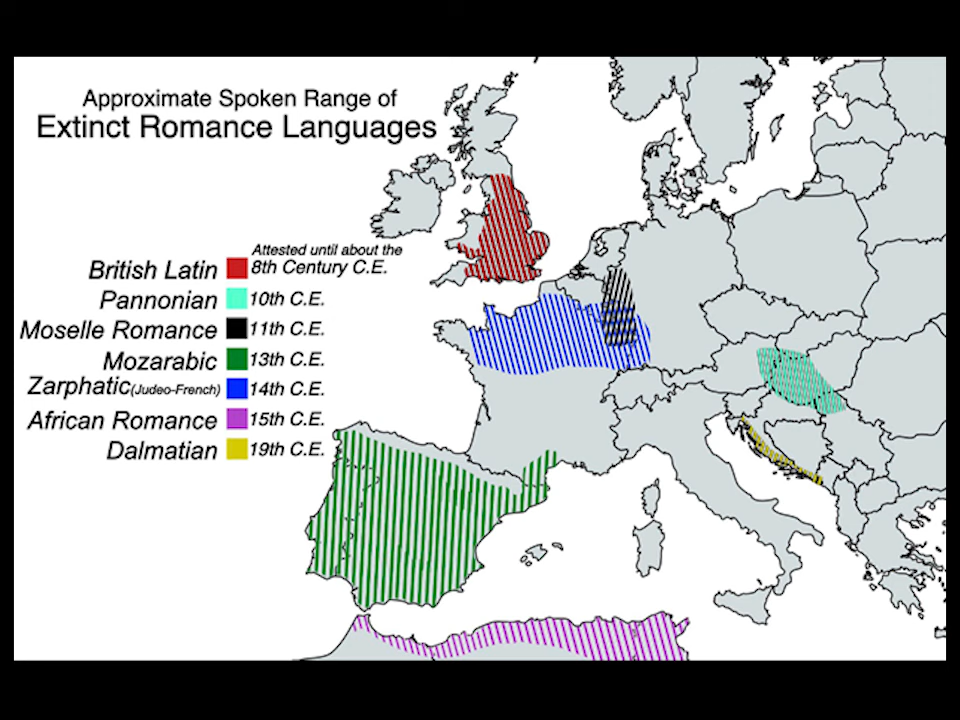 Approximate Spoken Range of
Extinct Romance Languages
Attested until about the
British Latin 8th Century C.E.
Pannonian 10th C.E.
Moselle Romance 11th C.E.
Mozarabic 13th C.E.
Zarphatic (Judeo-French) 14th C.E.
African Romance 15th C.E.
Dalmatian 19th C.E.